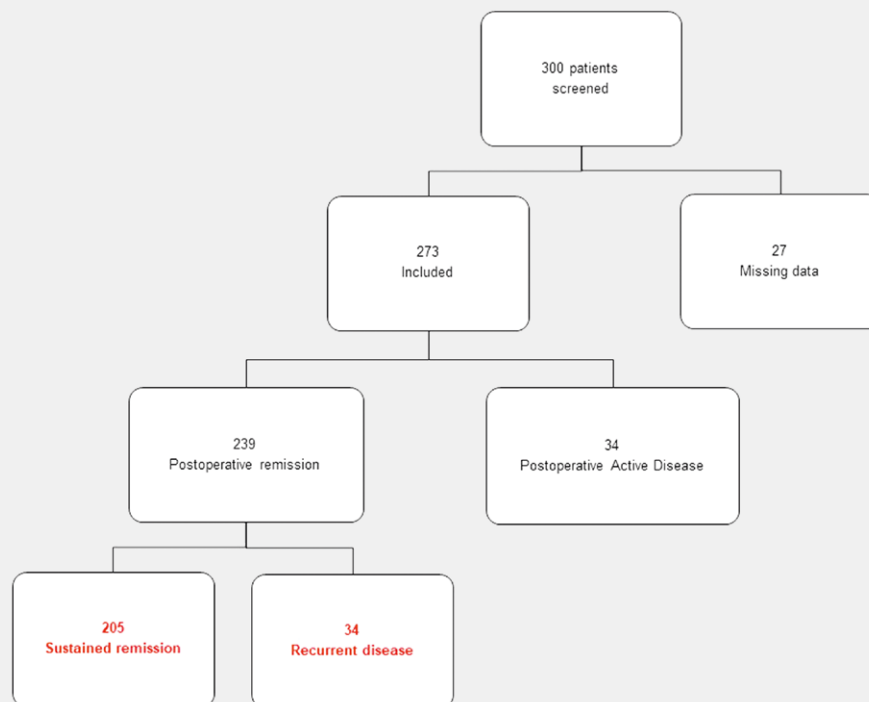 300 patients
screened
273
Included
27
Missing data
239
Postoperative remission
34
Postoperative Active Disease
205
Sustained remission
34
Recurrent disease